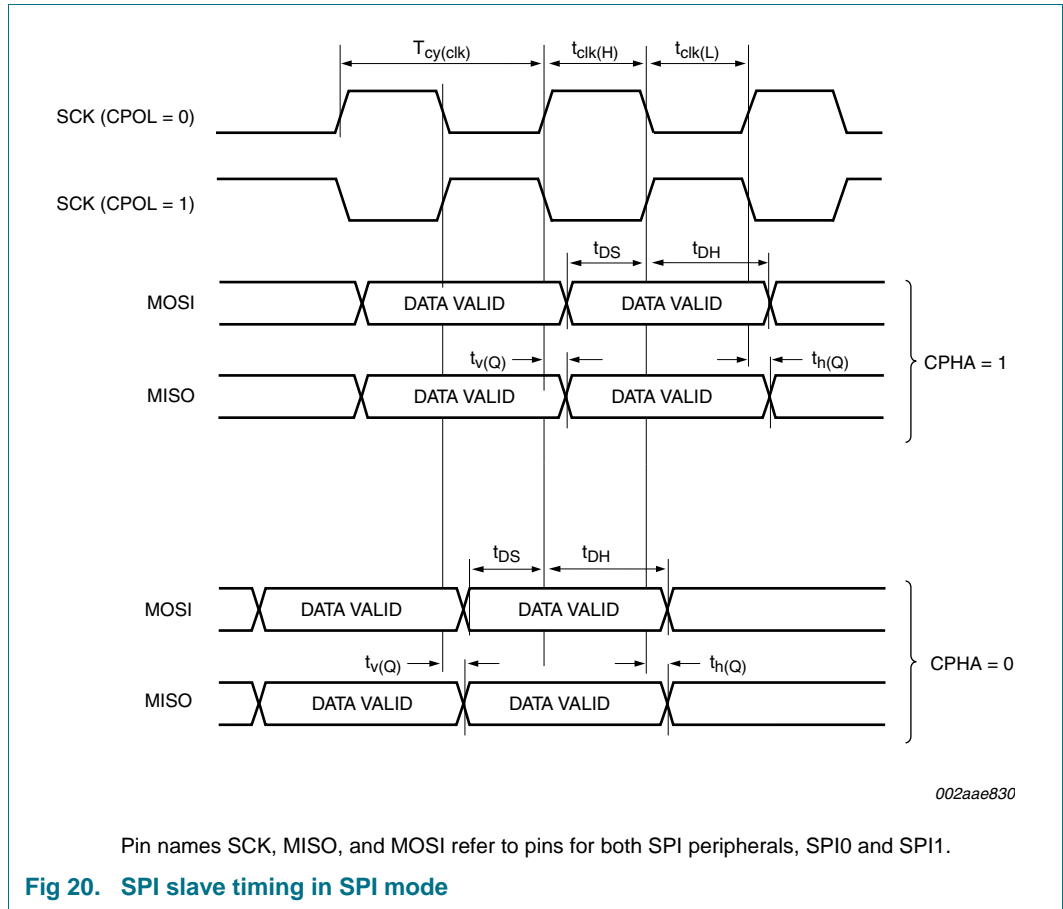 Tcy(clk) tclk(H) tclk(L)
SCK (CPOL = 0)
SCK (CPOL = 1)
tDS tDH
MOSI DATA VALID DATA VALID
tv(Q) th(Q)
CPHA = 1
MISO DATA VALID DATA VALID
tDS tDH
MOSI DATA VALID DATA VALID
tv(Q) th(Q)
CPHA = 0
MISO DATA VALID DATA VALID
002aae830
Pin names SCK, MISO, and MOSI refer to pins for both SPI peripherals, SPI0 and SPI1.
Fig 20. SPI slave timing in SPI mode